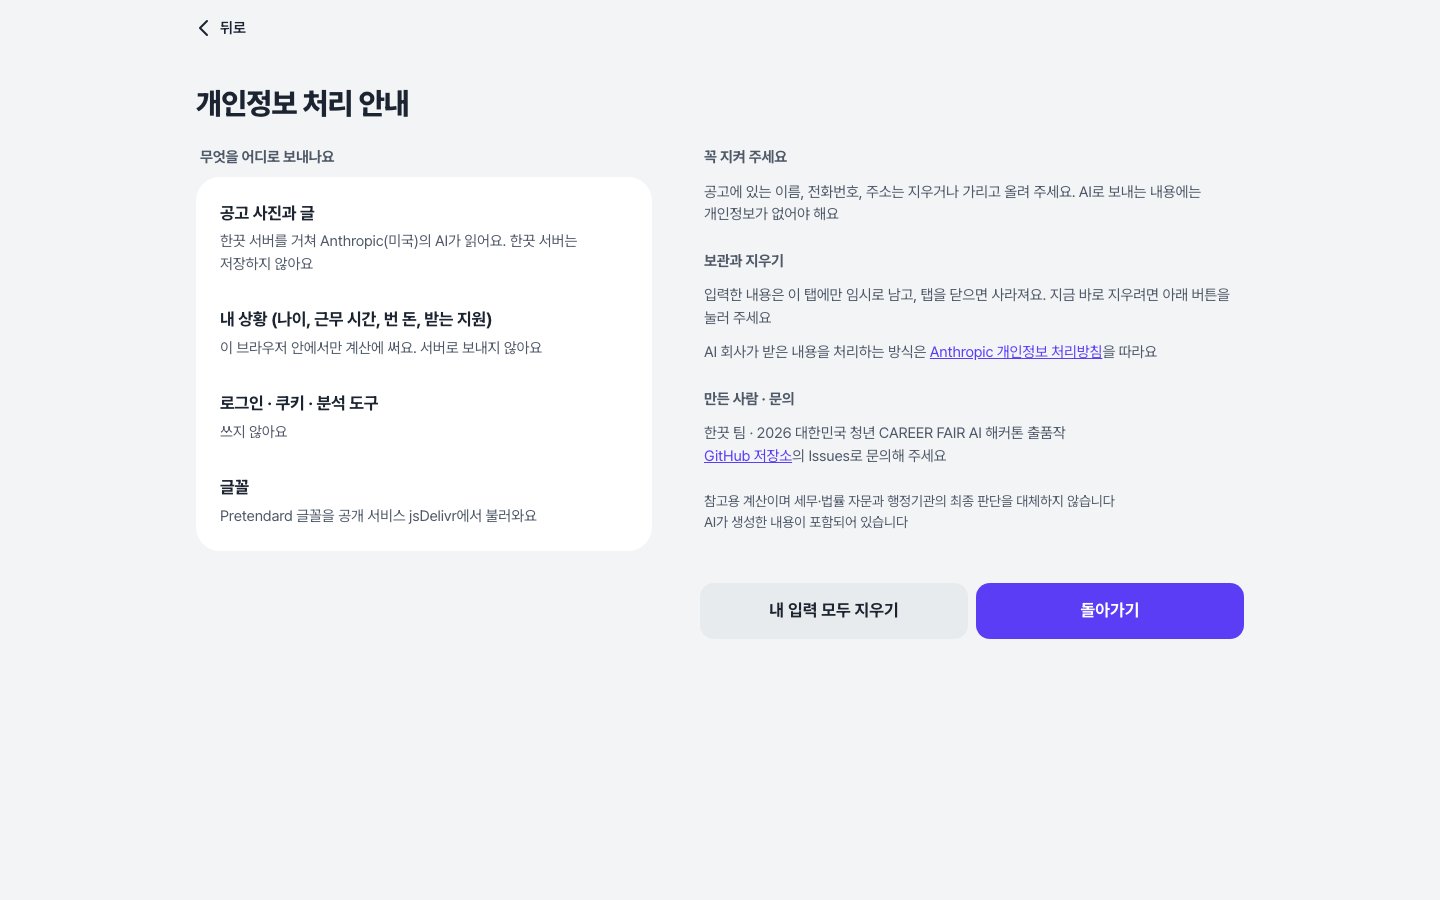 뒤로
개인정보 처리 안내
무엇을 어디로 보내나요
공고 사진과 글
한끗 서버를 거쳐 Anthropic(미국)의 AI가 읽어요. 한끗 서버는
저장하지 않아요
내 상황 (나이, 근무 시간, 번 돈, 받는 지원)
이 브라우저 안에서만 계산에 써요. 서버로 보내지 않아요
로그인 · 쿠키 · 분석 도구
쓰지 않아요
글꼴
Pretendard 글꼴을 공개 서비스 jsDelivr에서 불러와요
꼭 지켜 주세요
공고에 있는 이름, 전화번호, 주소는 지우거나 가리고 올려 주세요. AI로 보내는 내용에는
개인정보가 없어야 해요
보관과 지우기
입력한 내용은 이 탭에만 임시로 남고, 탭을 닫으면 사라져요. 지금 바로 지우려면 아래 버튼을
눌러 주세요
AI 회사가 받은 내용을 처리하는 방식은 Anthropic 개인정보 처리방침을 따라요
만든 사람 · 문의
한끗 팀 · 2026 대한민국 청년 CAREER FAIR AI 해커톤 출품작
GitHub 저장소의 Issues로 문의해 주세요
참고용 계산이며 세무·법률 자문과 행정기관의 최종 판단을 대체하지 않습니다
AI가 생성한 내용이 포함되어 있습니다
내 입력 모두 지우기
돌아가기